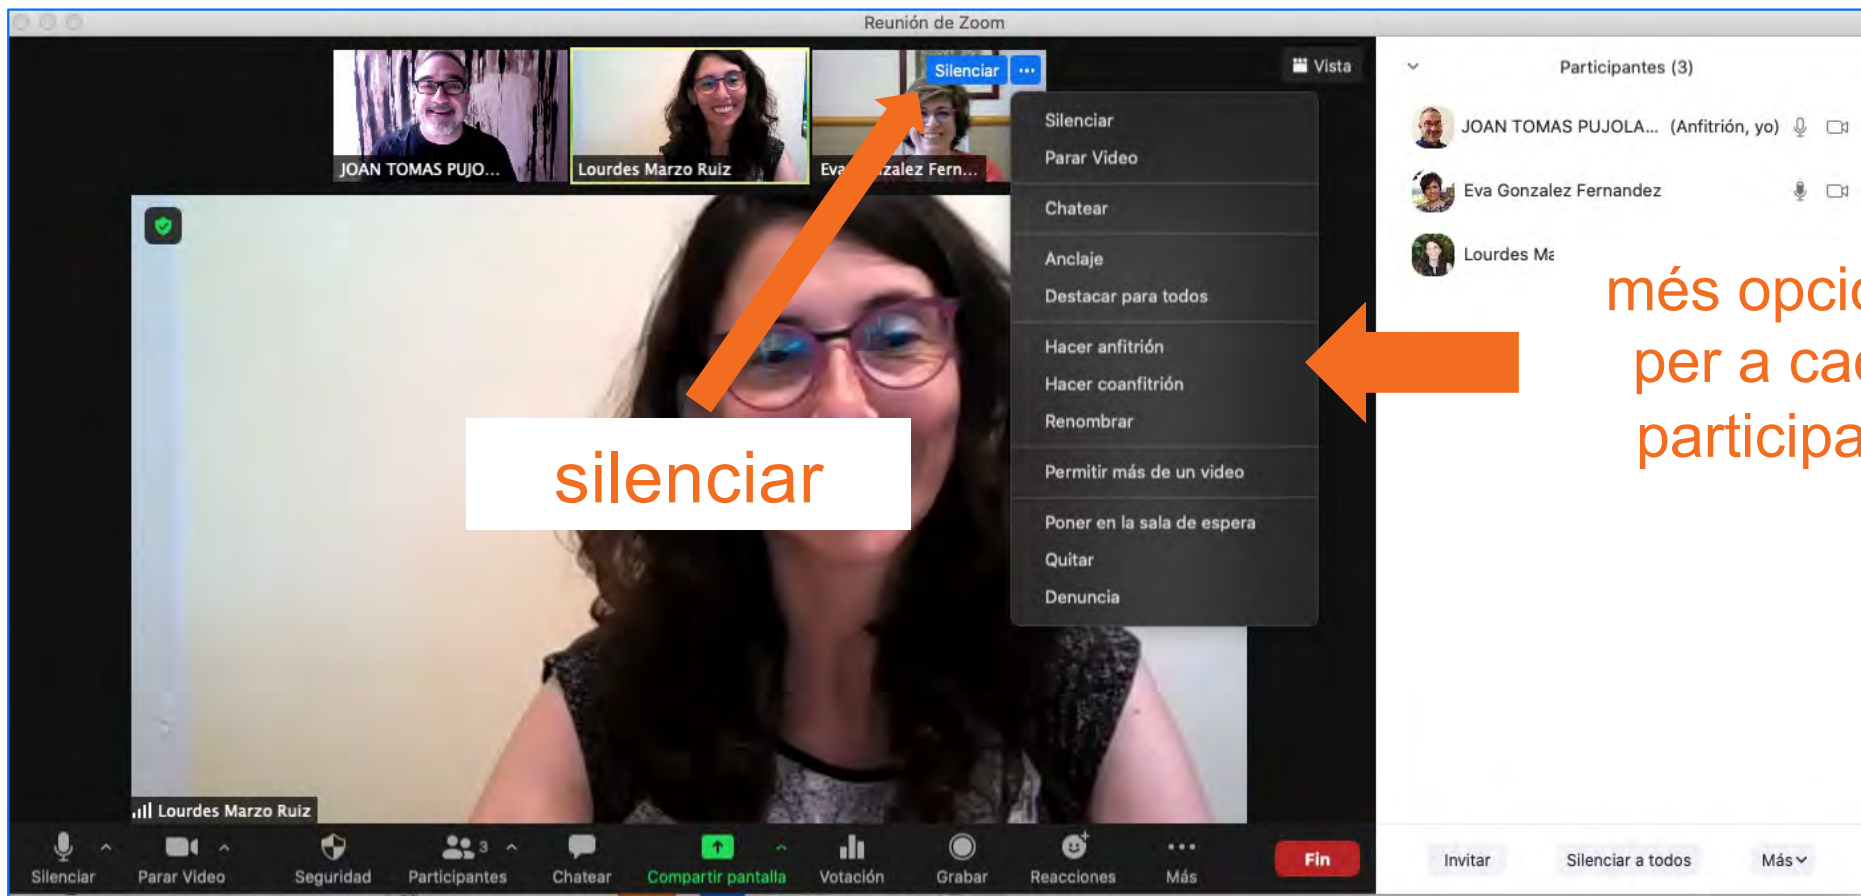 Reunión de Zoom
Silenciar ...
Vista
JOAN TOMAS PUJO...
Lourdes Marzo Ruiz
Fern...
Silenciar
Parar Video
Chatear
Anclaje
Destacar para todos
Hacer anfitrión
Hacer coanfitrión
Renombrar
Permitir más de un video
Poner en la sala de espera
Quitar
Denuncia
silenciar
Lourdes Marzo Ruiz
Participantes (3)
JOAN TOMAS PUJOLA... (Anfitrión, yo)
Eva Gonzalez Fernandez
Lourdes
més
per a
Silenciar
Parar Video
Seguridad
3
Participantes
Chatear
Compartir pantalla
Votación
Grabar
Reacciones
Más
Fin
Invitar
Silenciar a todos
Más